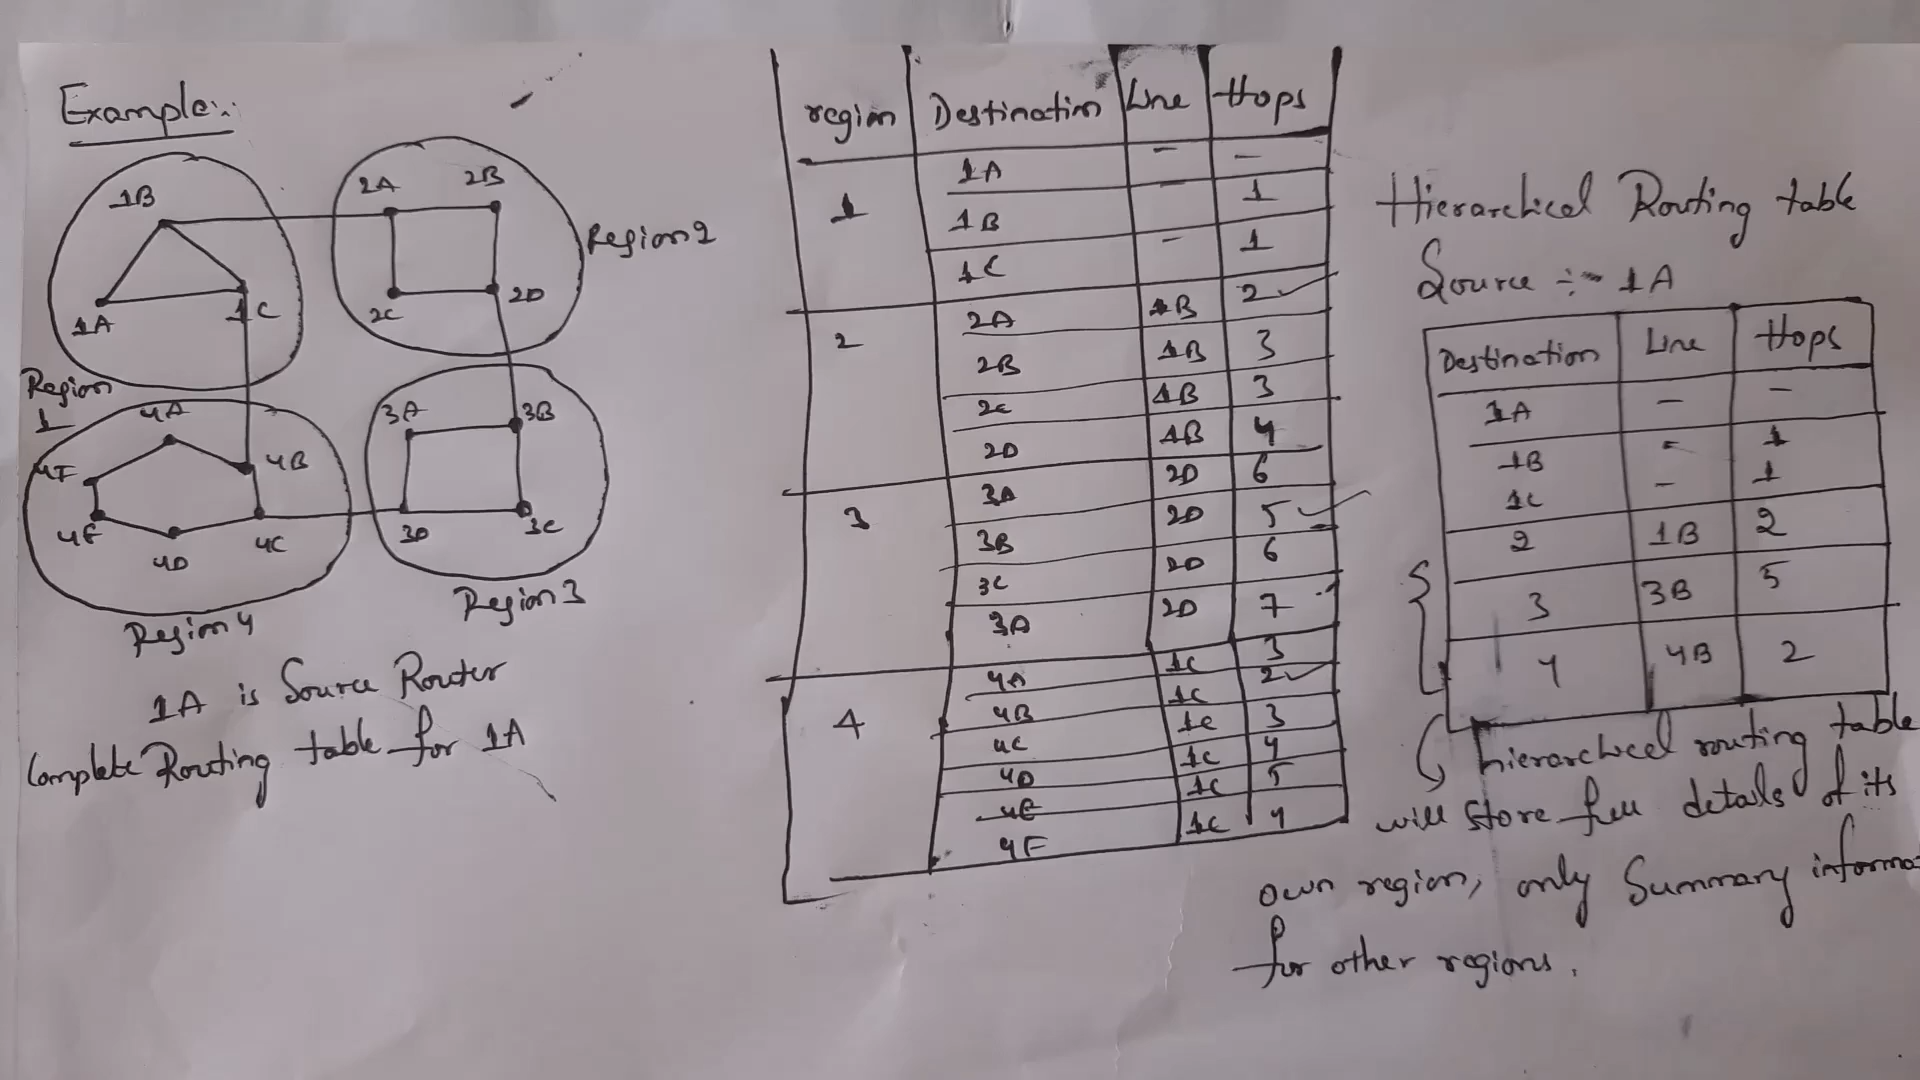 Example:
1B
1A
1C
Region 1
2A
2B
2C
2D
Region 2
3A
3B
3D
3C
Region 3
4A
4B
4F
4E
4D
4C
Region 4
1A is Source Router
Complete Routing table for 1A
region Destination Line Hops
1
1A - -
1B - 1
1C - 1
2
2A 1B 2
2B 1B 3
2C 1B 3
2D 1B 4
3
3A 2D 6
3B 2D 5
3C 2D 6
3A 2D 7
4
4A 1C 3
4B 1C 2
4C 1C 3
4D 1C 4
4E 1C 5
4F 1C 4
Hierarchical Routing table
Source :- 1A
Destination Line Hops
1A - -
1B - 1
1C - 1
2 1B 2
3 3B 5
4 4B 2
hierarchical routing table
will store full details of its
own region, only Summary informat
for other regions.